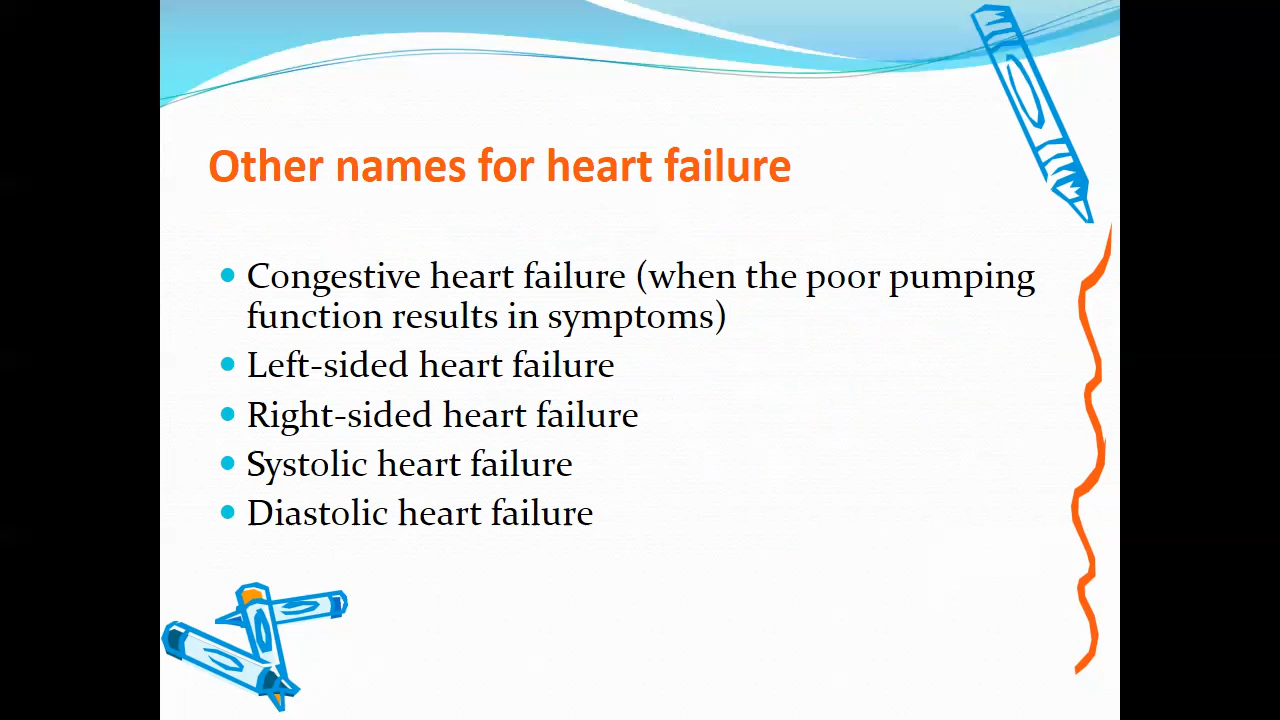 Other names for heart failure
• Congestive heart failure (when the poor pumping
function results in symptoms)
• Left-sided heart failure
• Right-sided heart failure
• Systolic heart failure
• Diastolic heart failure